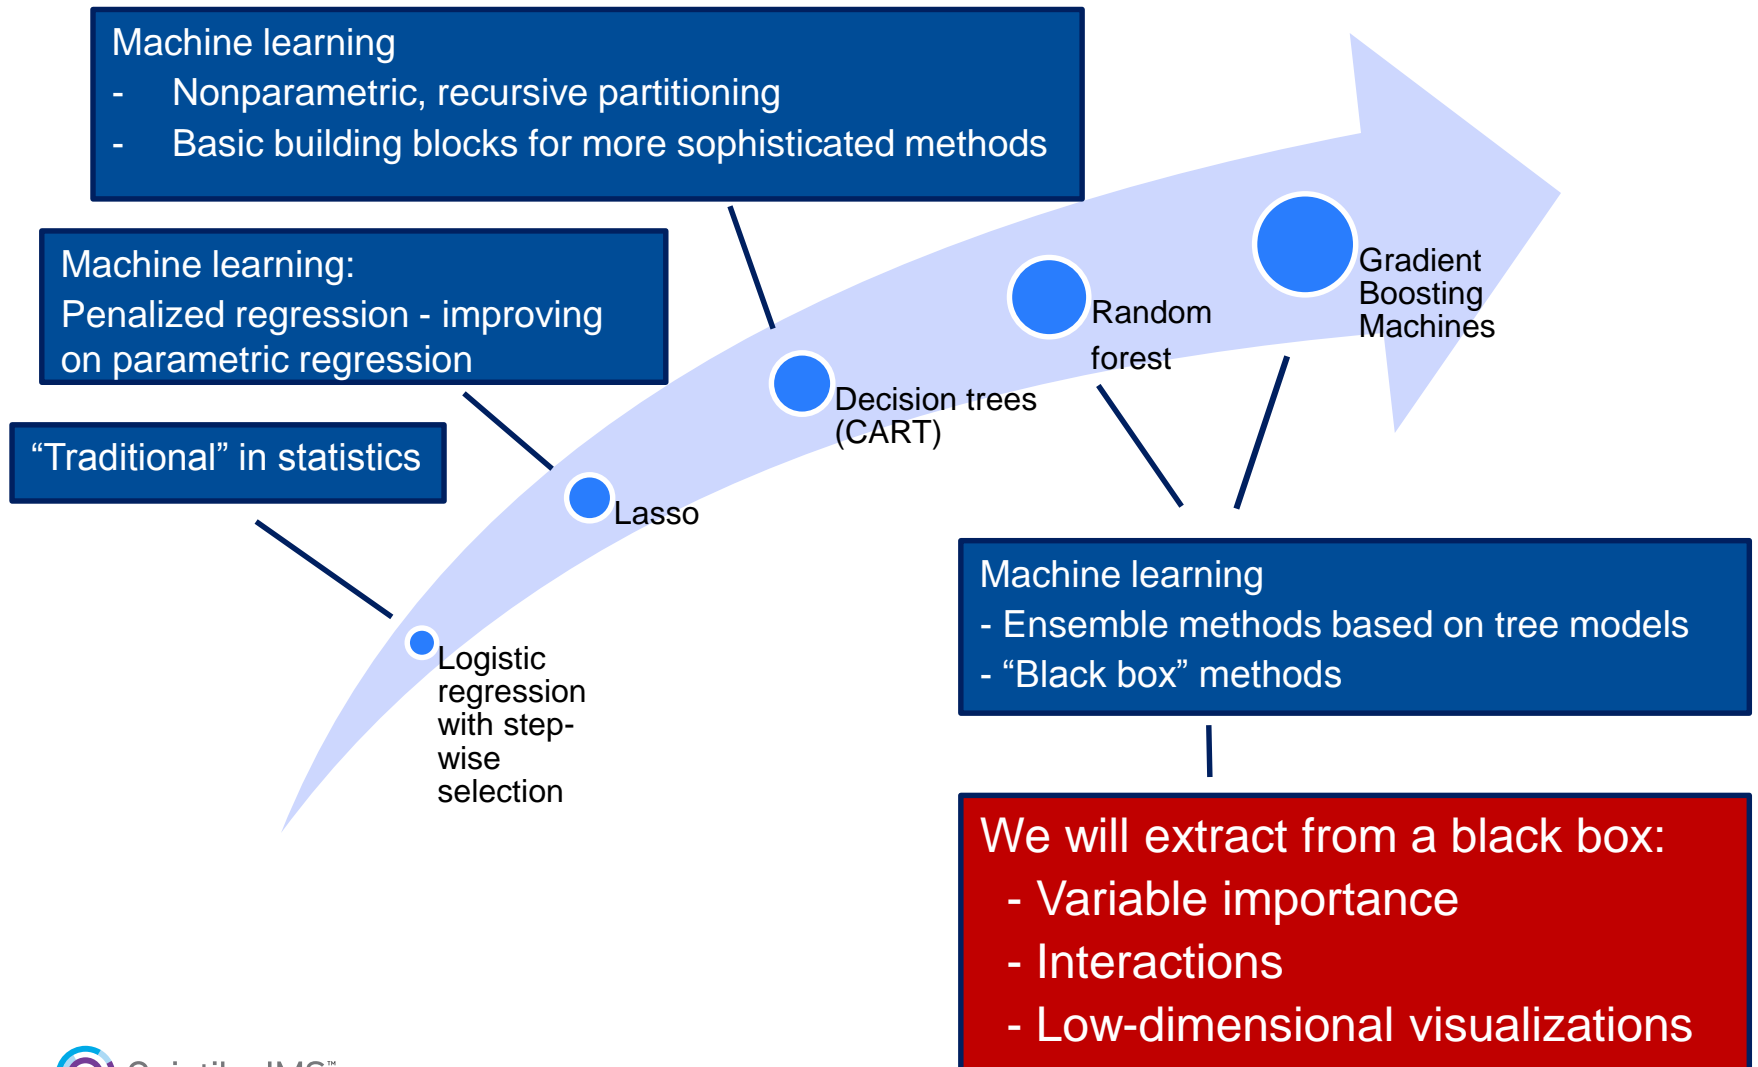 Machine learning
- Nonparametric, recursive partitioning
- Basic building blocks for more sophisticated methods
Machine learning:
Penalized regression - improving
on parametric regression
“Traditional” in statistics
Logistic
regression
with step-
wise
selection
Lasso
Decision trees
(CART)
Random
forest
Gradient
Boosting
Machines
Machine learning
- Ensemble methods based on tree models
- “Black box” methods
We will extract from a black box:
- Variable importance
- Interactions
- Low-dimensional visualizations